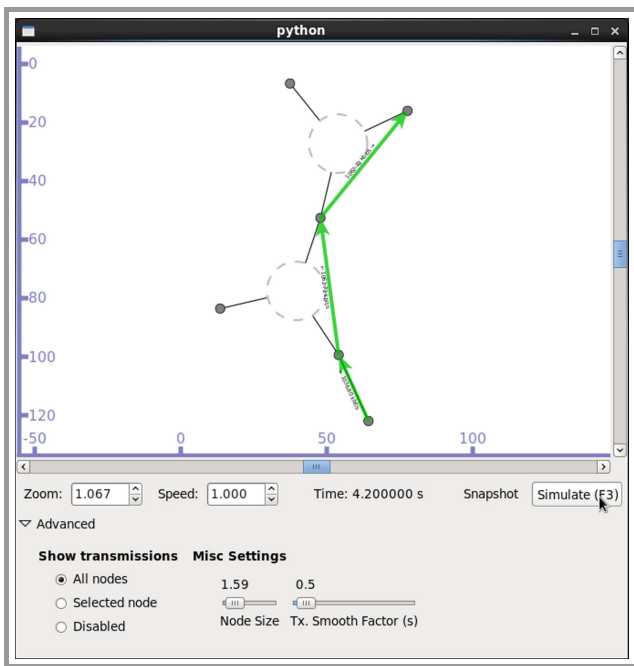 python
0
20
40
60
80
100
120
-50 0 50 100
Zoom: 1.067 Speed: 1.000 Time: 4.200000 s Snapshot Simulate (F3)
Advanced
Show transmissions Misc Settings
All nodes 1.59 0.5
Selected node
Disabled Node Size Tx. Smooth Factor (s)